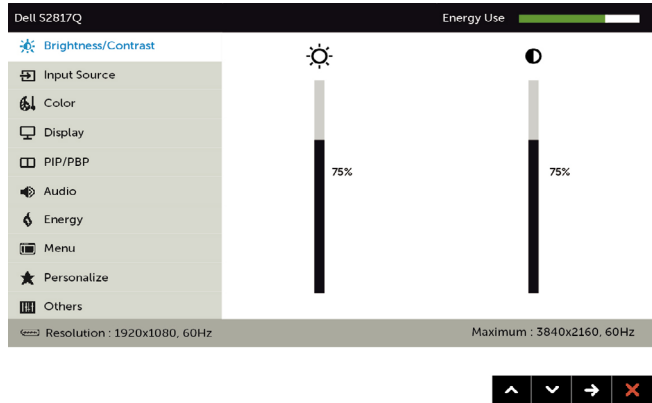 Dell S2817Q
Energy Use
Brightness/Contrast
Input Source
Color
Display
PIP/PBP
Audio
Energy
Menu
Personalize
Others
75%
75%
Resolution : 1920x1080, 60Hz
Maximum : 3840x2160, 60Hz